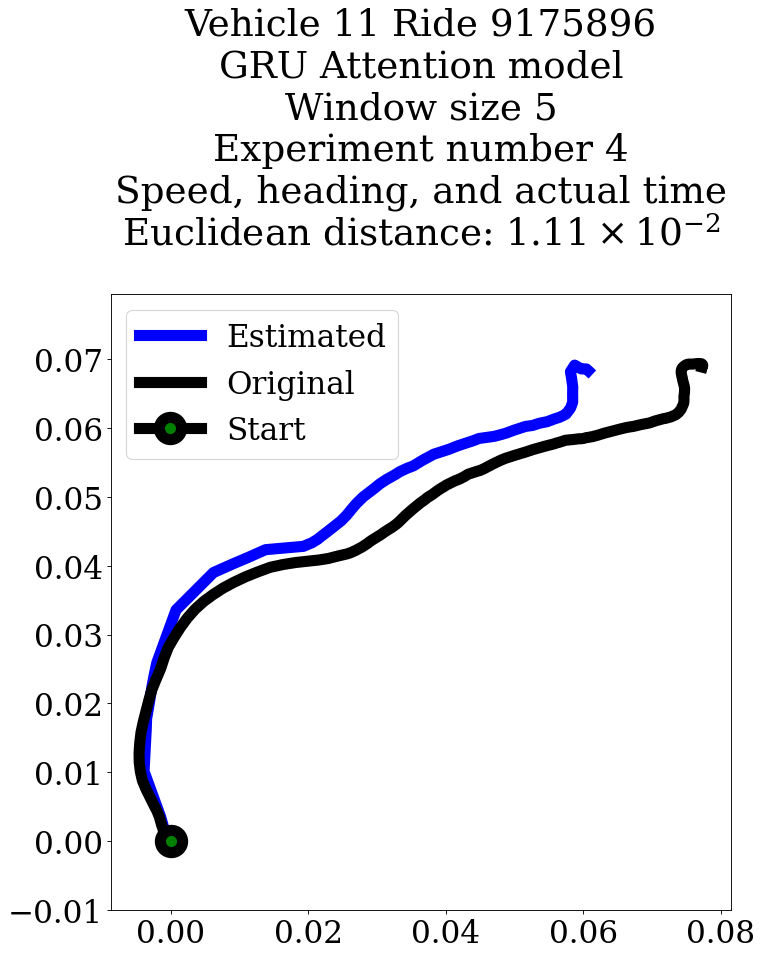 Vehicle 11 Ride 9175896
GRU Attention model
Window size 5
Experiment number 4
Speed, heading, and actual time
Euclidean distance: 1.11 × 10⁻²
Estimated
Original
Start
0.07
0.06
0.05
0.04
0.03
0.02
0.01
0.00
−0.01
0.00 0.02 0.04 0.06 0.08